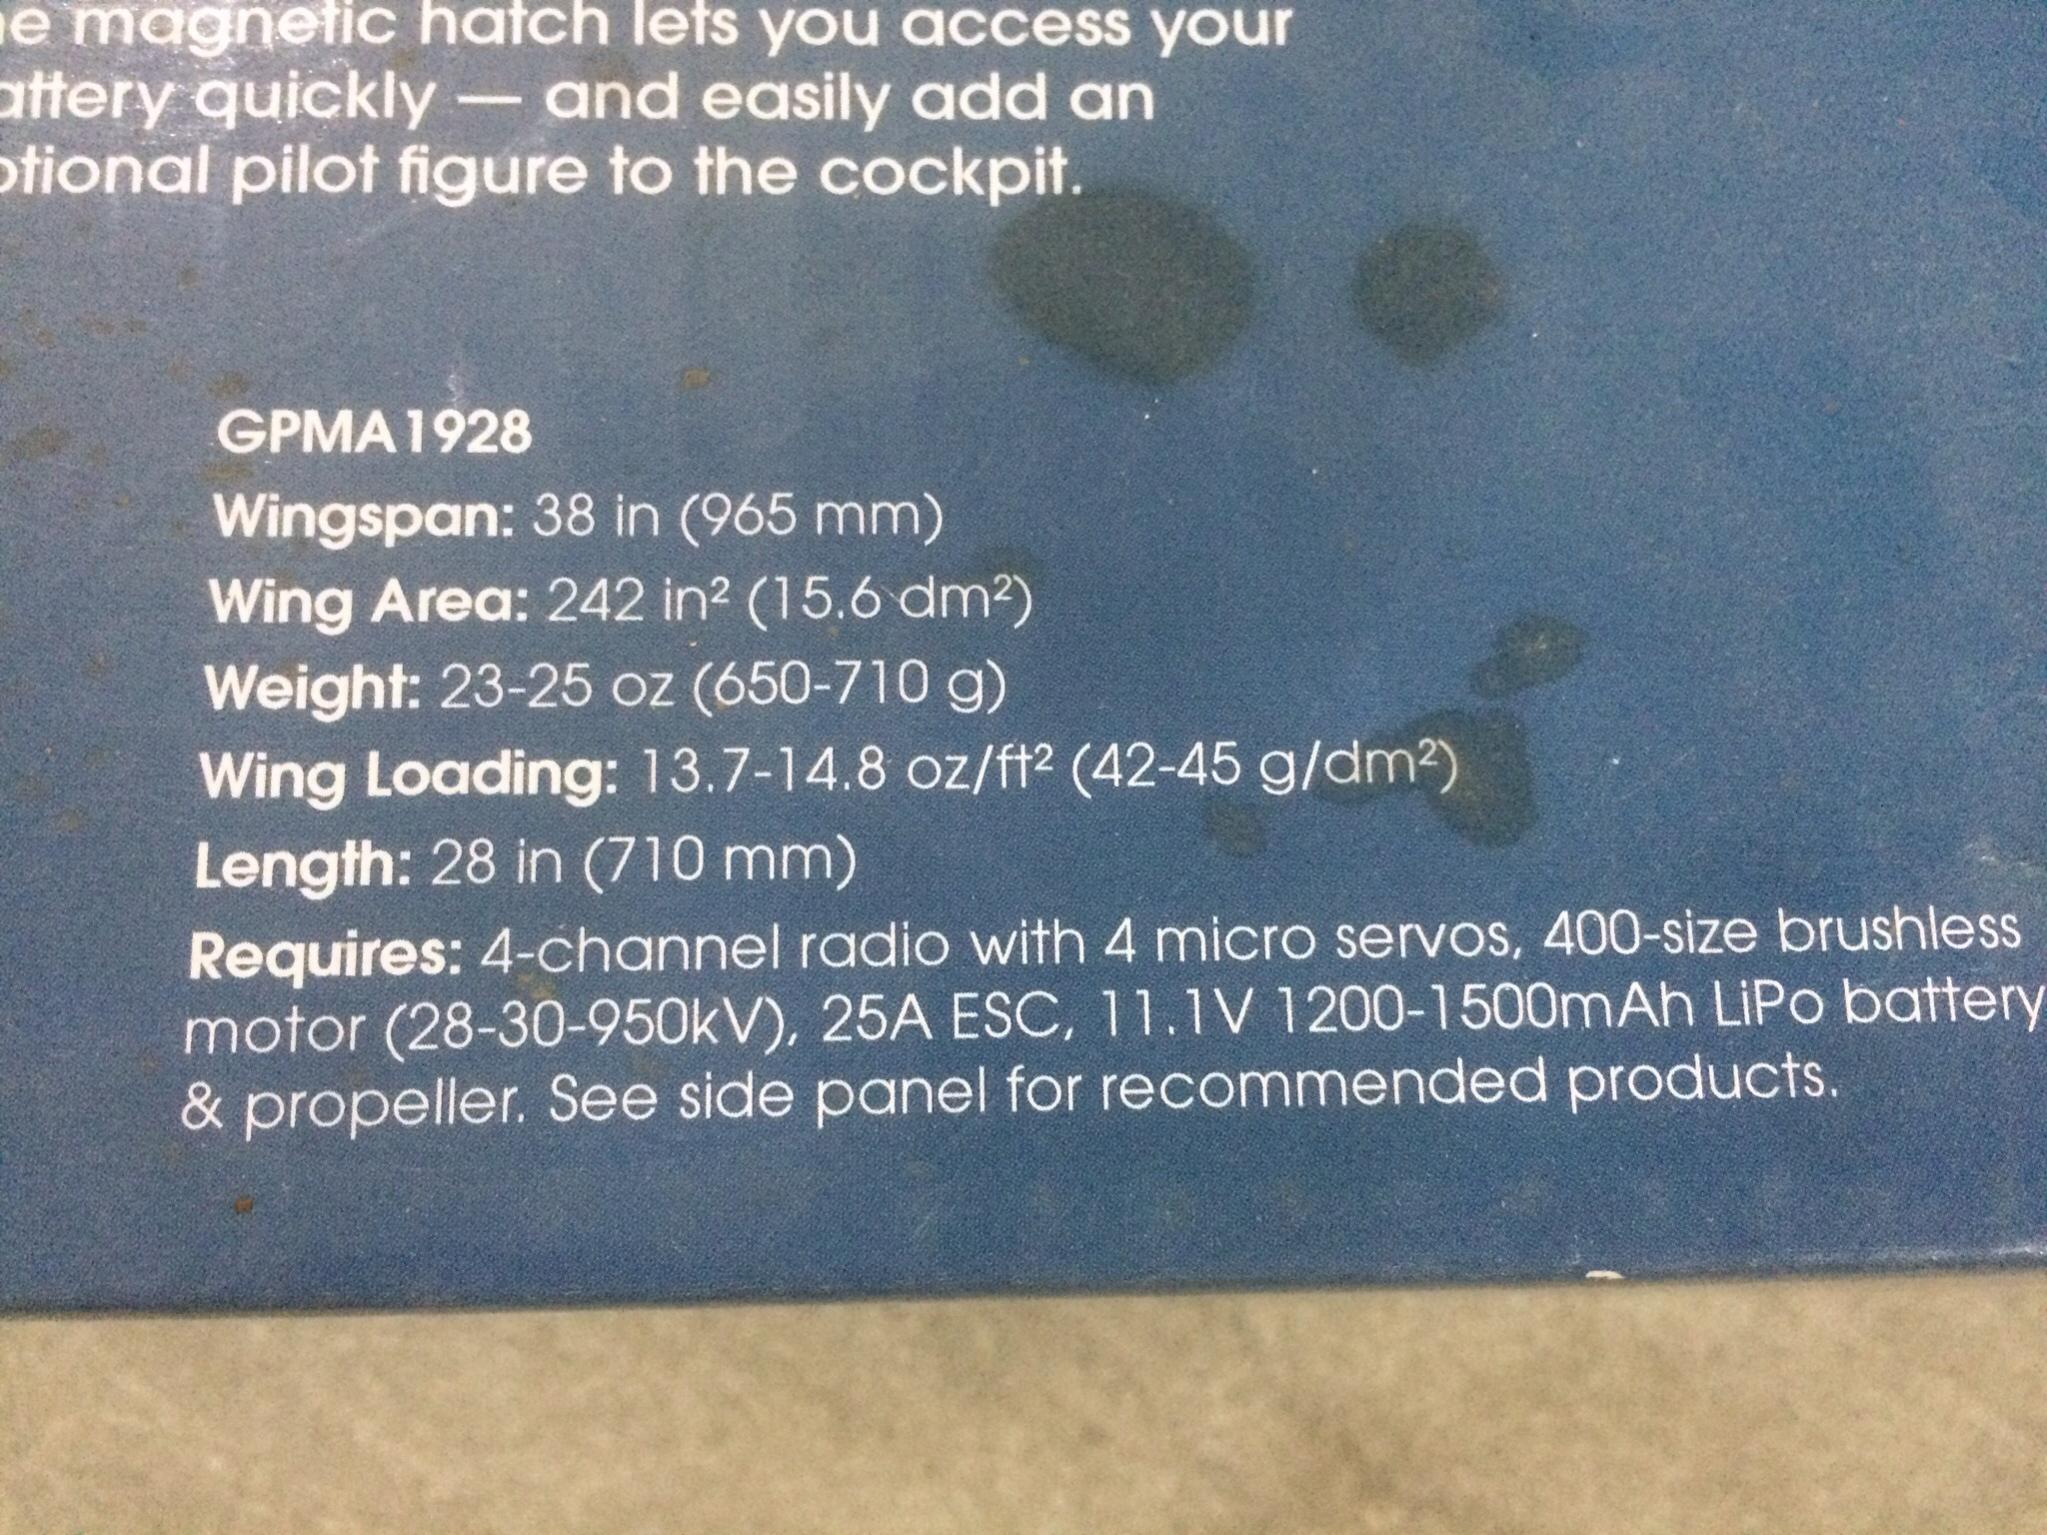 e magnetic hatch lets you access your
attery quickly — and easily add an
ptional pilot figure to the cockpit.
GPMA1928
Wingspan: 38 in (965 mm)
Wing Area: 242 in² (15.6 dm²)
Weight: 23-25 oz (650-710 g)
Wing Loading: 13.7-14.8 oz/ft² (42-45 g/dm²)
Length: 28 in (710 mm)
Requires: 4-channel radio with 4 micro servos, 400-size brushless
motor (28-30-950kV), 25A ESC, 11.1V 1200-1500mAh LiPo battery
& propeller. See side panel for recommended products.